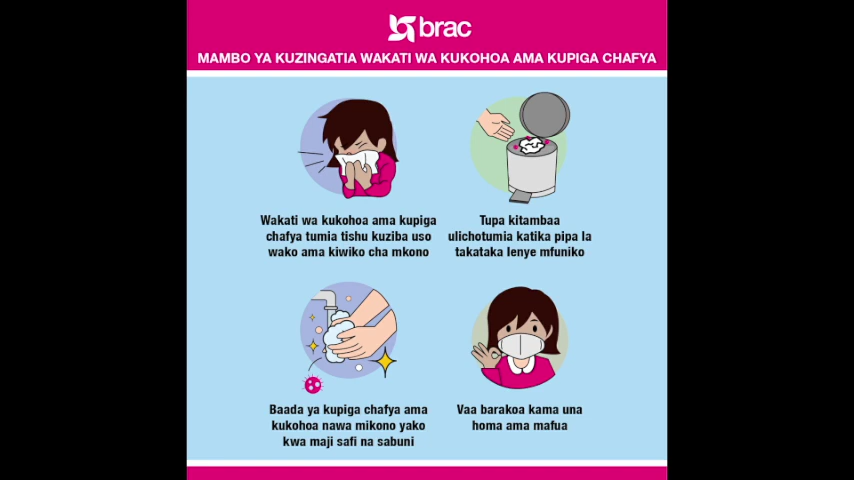 brac
MAMBO YA KUZINGATIA WAKATI WA KUKOHOA AMA KUPIGA CHAFYA
Wakati wa kukohoa ama kupiga
chafya tumia tishu kuziba uso
wako ama kiwiko cha mkono
Tupa kitambaa
ulichotumia katika pipa la
takataka lenye mfuniko
Baada ya kupiga chafya ama
kukohoa nawa mikono yako
kwa maji safi na sabuni
Vaa barakoa kama una
homa ama mafua